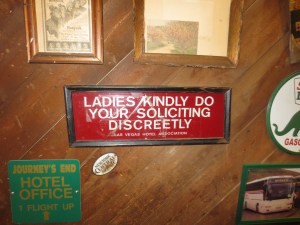 LADIES KINDLY DO
YOUR SOLICITING
DISCREETLY
LAS VEGAS HOTEL ASSOCIATION
JOURNEY'S END
HOTEL
OFFICE
1 FLIGHT UP